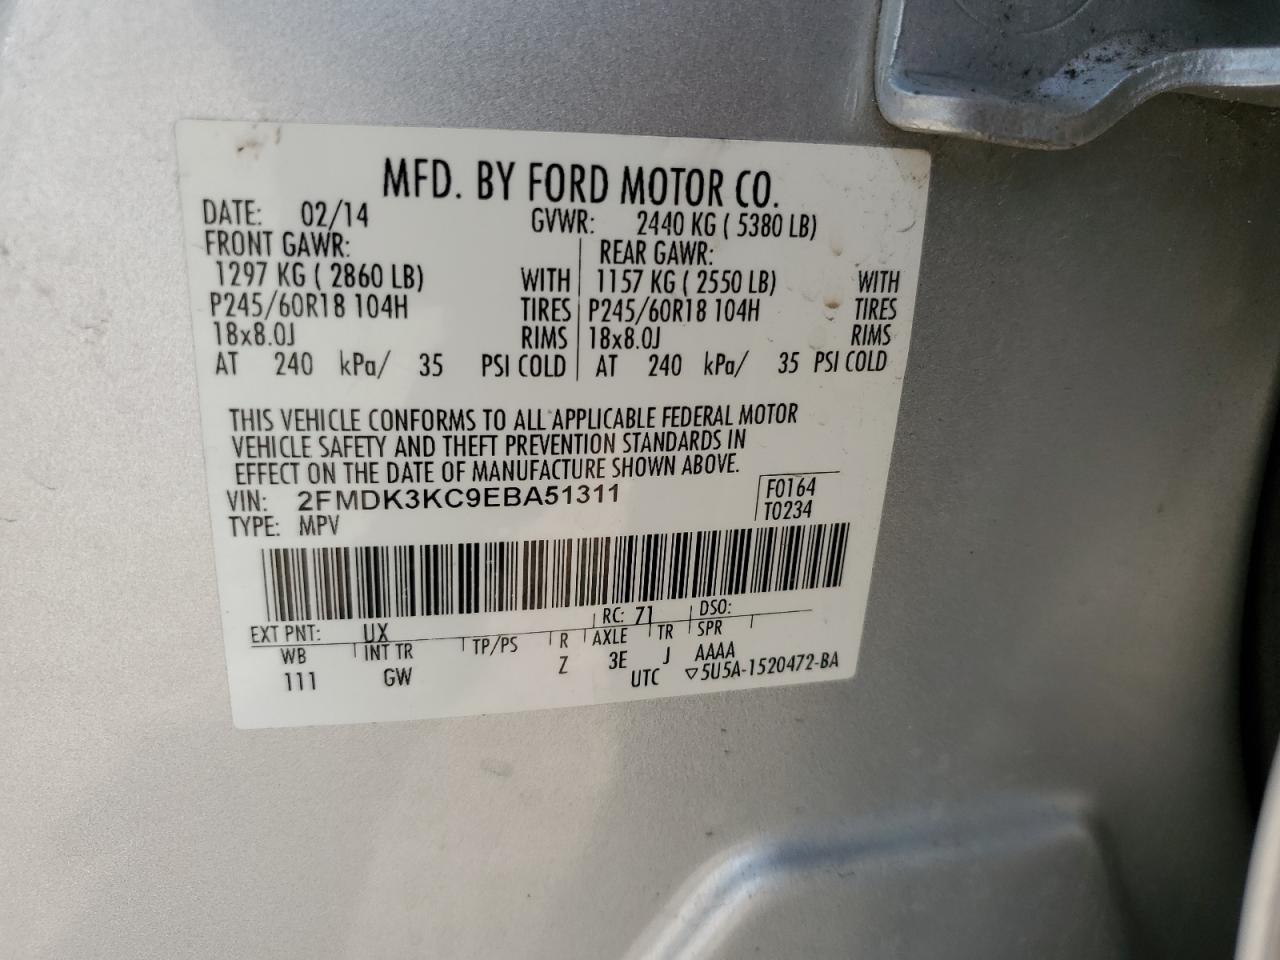 MFD. BY FORD MOTOR CO.
DATE: 02/14 GVWR: 2440 KG ( 5380 LB)
FRONT GAWR: REAR GAWR:
1297 KG ( 2860 LB) WITH 1157 KG ( 2550 LB) WITH
P245/60R18 104H TIRES P245/60R18 104H TIRES
18x8.0J RIMS 18x8.0J RIMS
AT 240 kPa/ 35 PSI COLD AT 240 kPa/ 35 PSI COLD
THIS VEHICLE CONFORMS TO ALL APPLICABLE FEDERAL MOTOR
VEHICLE SAFETY AND THEFT PREVENTION STANDARDS IN
EFFECT ON THE DATE OF MANUFACTURE SHOWN ABOVE.
VIN: 2FMDK3KC9EBA51311 F0164
TYPE: MPV T0234
EXT PNT: UX RC: 71 DSO:
WB INT TR TP/PS R AXLE TR SPR
111 GW Z 3E J AAAA
UTC ▽5U5A-1520472-BA